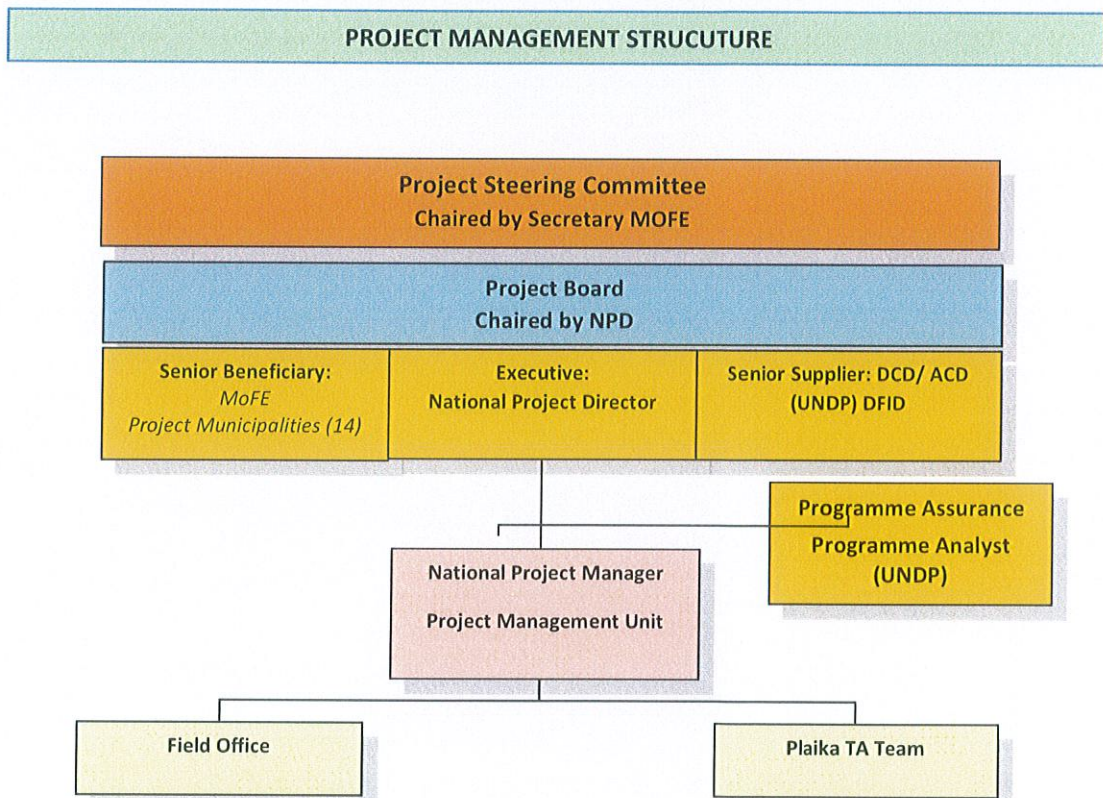 PROJECT MANAGEMENT STRUCUTURE
Project Steering Committee
Chaired by Secretary MOFE
Project Board
Chaired by NPD
Senior Beneficiary:
MoFE
Project Municipalities (14)
Executive:
National Project Director
Senior Supplier: DCD/ ACD
(UNDP) DFID
Programme Assurance
Programme Analyst
(UNDP)
National Project Manager
Project Management Unit
Field Office
Plaika TA Team